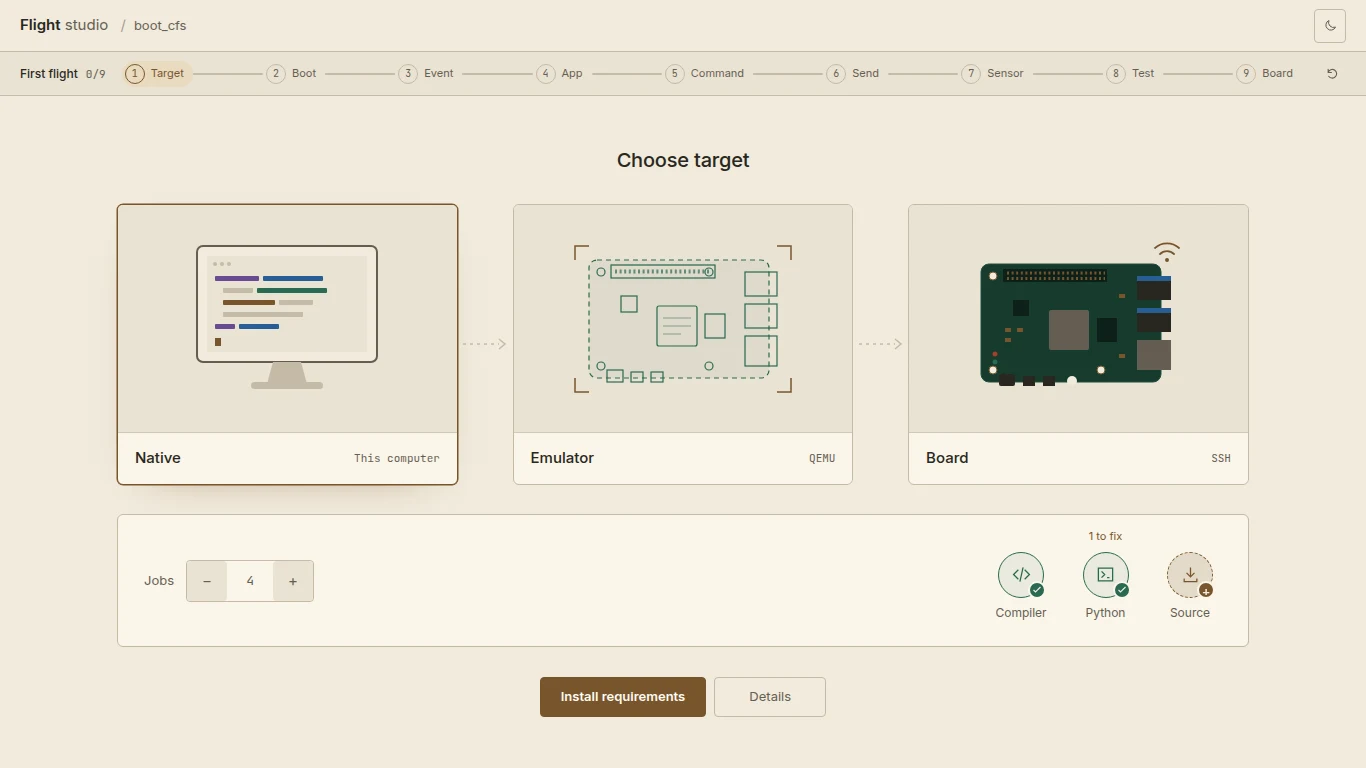 Flight studio / boot_cfs
First flight 0/9 1 Target 2 Boot 3 Event 4 App 5 Command 6 Send 7 Sensor 8 Test 9 Board
Choose target
Native This computer
Emulator QEMU
Board SSH
1 to fix
Jobs − 4 +
Compiler Python Source
Install requirements Details